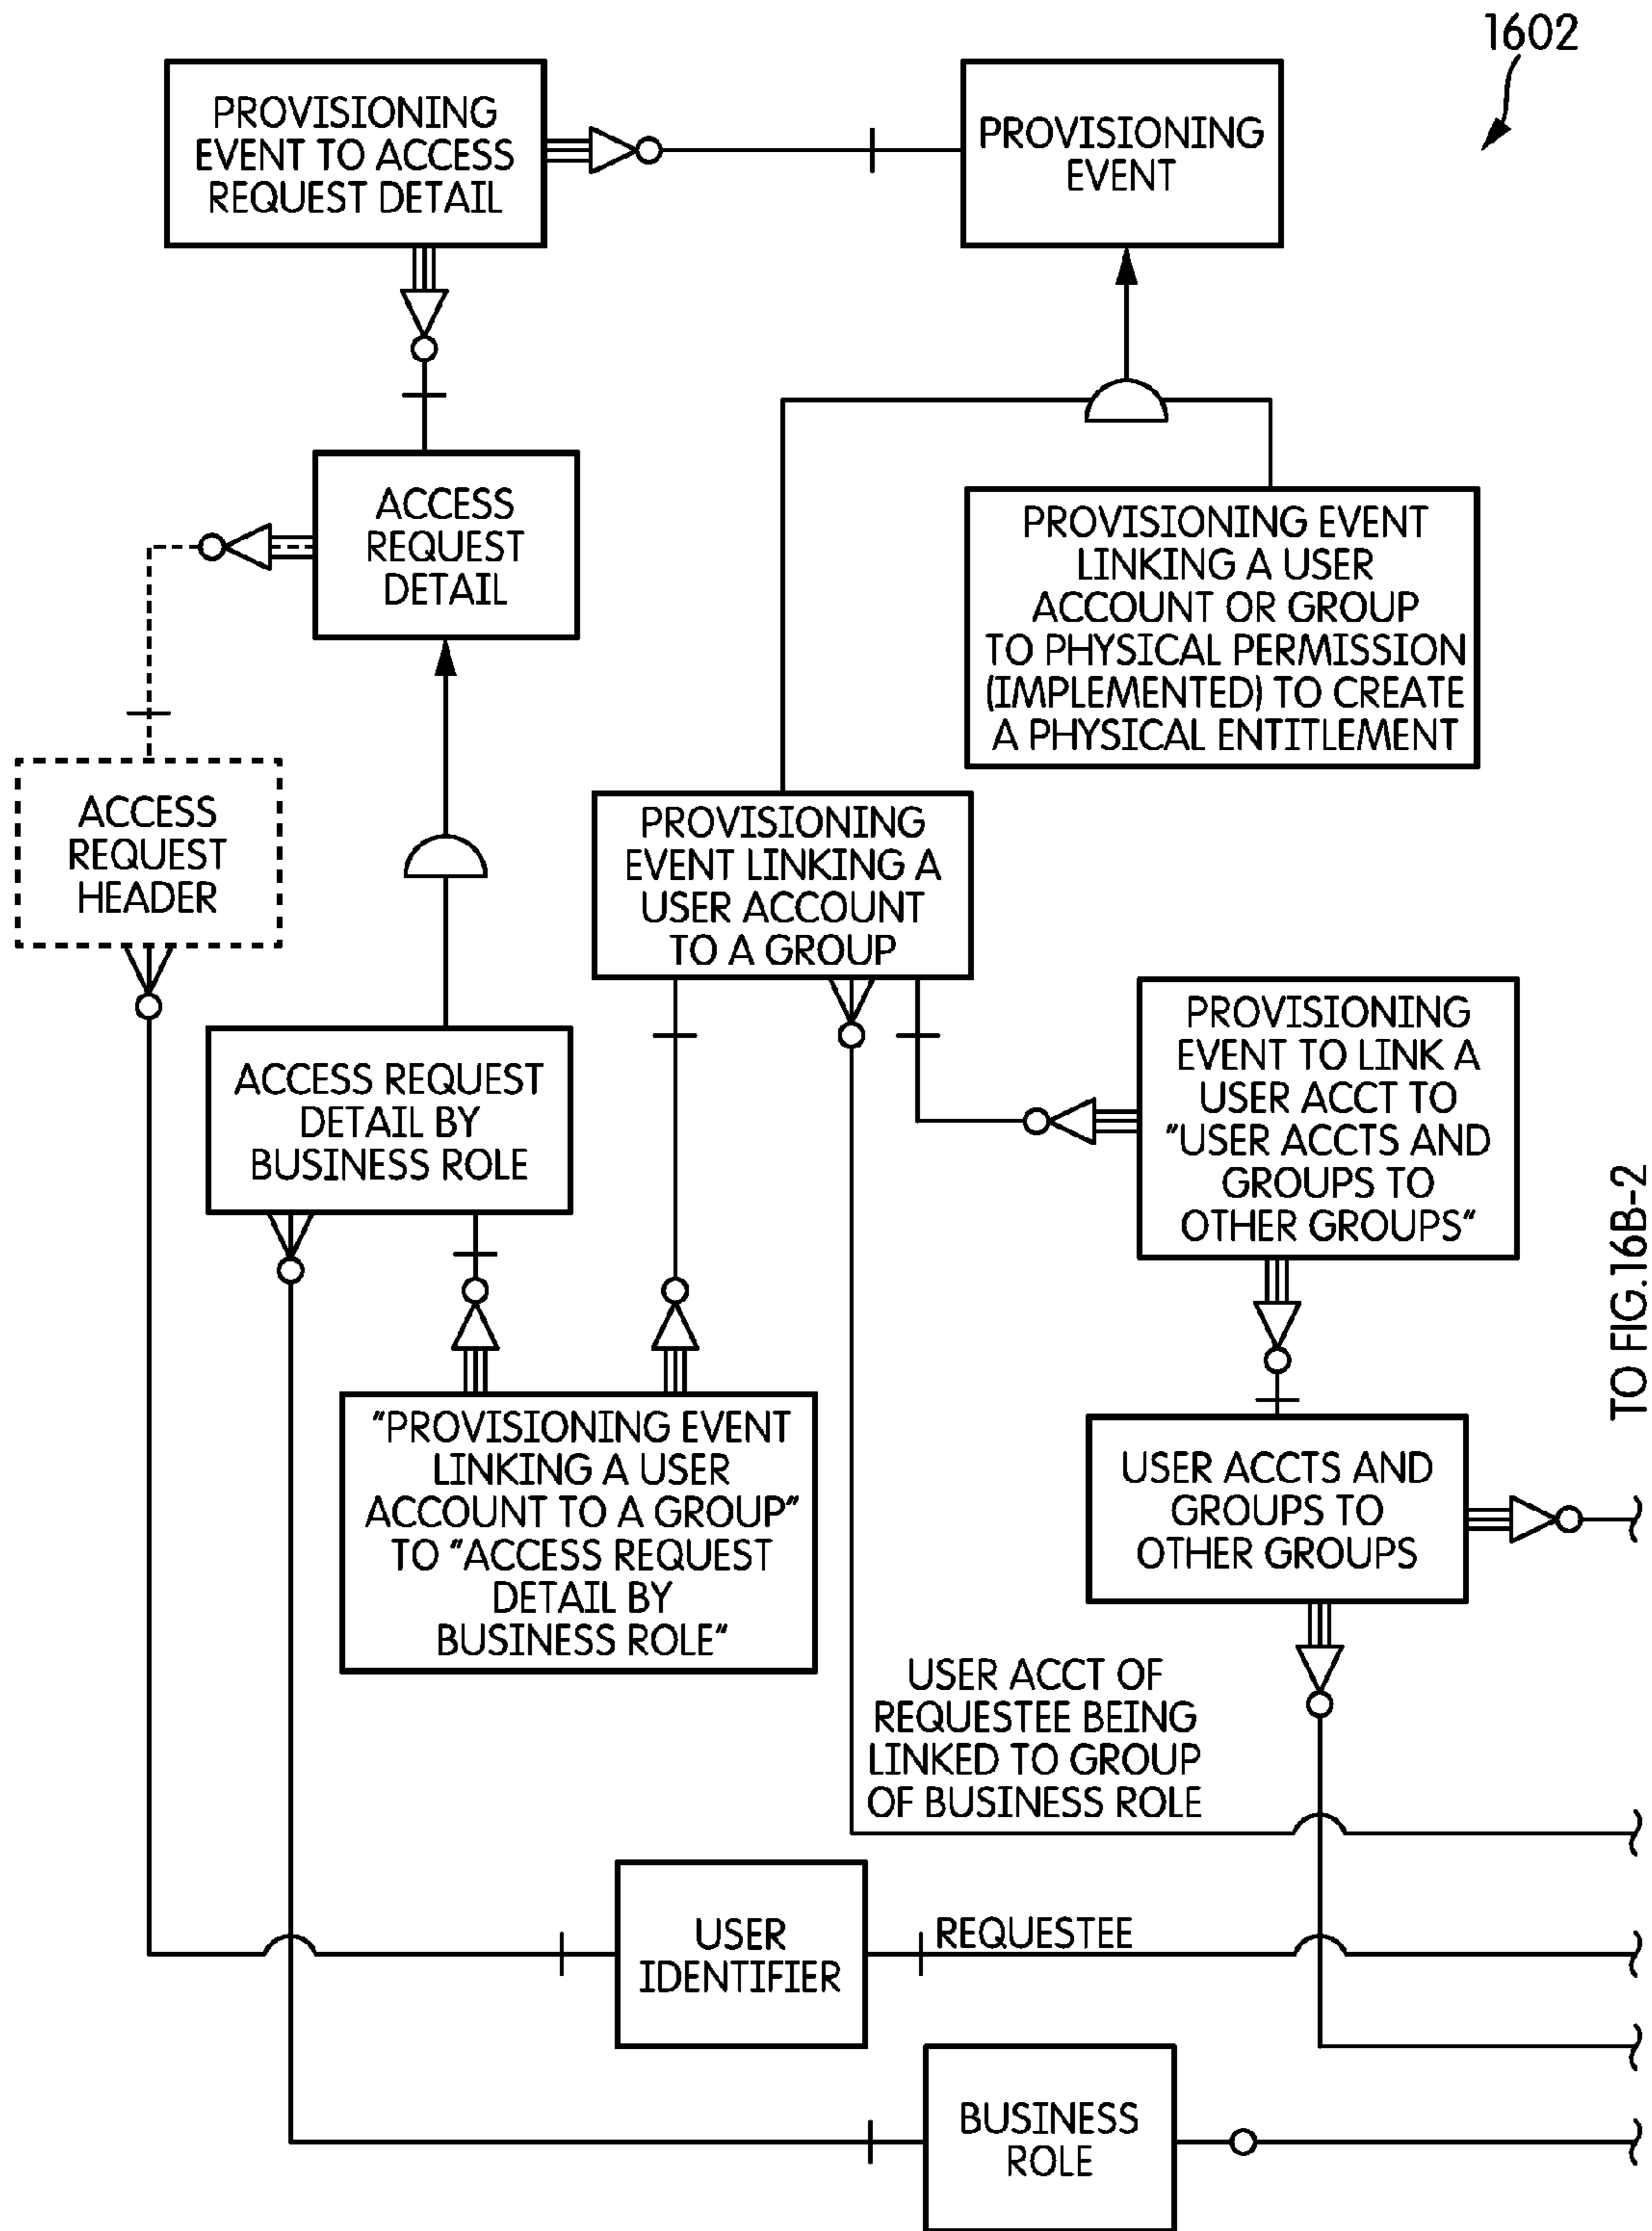 1602
PROVISIONING
EVENT TO ACCESS
REQUEST DETAIL
PROVISIONING
EVENT
ACCESS
REQUEST
DETAIL
PROVISIONING EVENT
LINKING A USER
ACCOUNT OR GROUP
TO PHYSICAL PERMISSION
(IMPLEMENTED) TO CREATE
A PHYSICAL ENTITLEMENT
ACCESS
REQUEST
HEADER
PROVISIONING
EVENT LINKING A
USER ACCOUNT
TO A GROUP
ACCESS REQUEST
DETAIL BY
BUSINESS ROLE
PROVISIONING
EVENT TO LINK A
USER ACCT TO
"USER ACCTS AND
GROUPS TO
OTHER GROUPS"
TO FIG.16B-2
"PROVISIONING EVENT
LINKING A USER
ACCOUNT TO A GROUP"
TO "ACCESS REQUEST
DETAIL BY
BUSINESS ROLE"
USER ACCTS AND
GROUPS TO
OTHER GROUPS
USER ACCT OF
REQUESTEE BEING
LINKED TO GROUP
OF BUSINESS ROLE
USER
IDENTIFIER
REQUESTEE
BUSINESS
ROLE